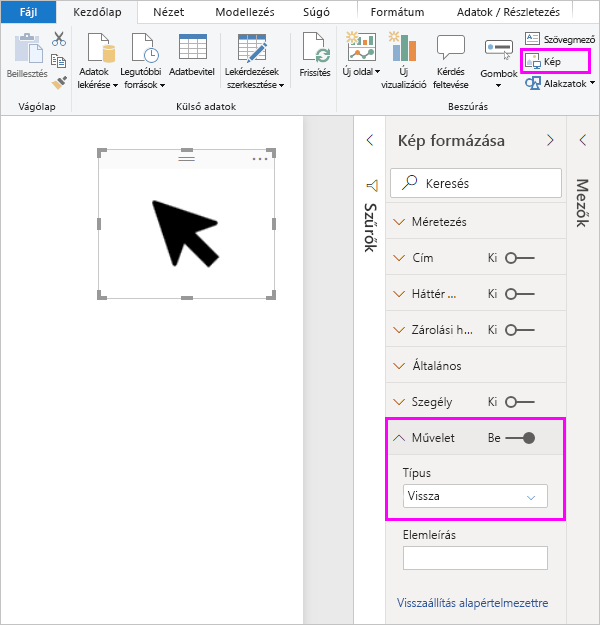 Fájl Kezdőlap Nézet Modellezés Súgó Formátum Adatok / Részletezés
Beillesztés
Adatok lekérése
Legutóbbi források
Adatbevitel
Lekérdezések szerkesztése
Frissítés
Új oldal
Új vizualizáció
Kérdés feltevése
Gombok
Szövegmező
Kép
Alakzatok
Vágólap Külső adatok Beszúrás
Szűrők
Kép formázása
Keresés
Méretezés
Cím Ki
Háttér ... Ki
Zárolási h... Ki
Általános
Szegély Ki
Művelet Be
Típus
Vissza
Elemleírás
Visszaállítás alapértelmezettre
Mezők